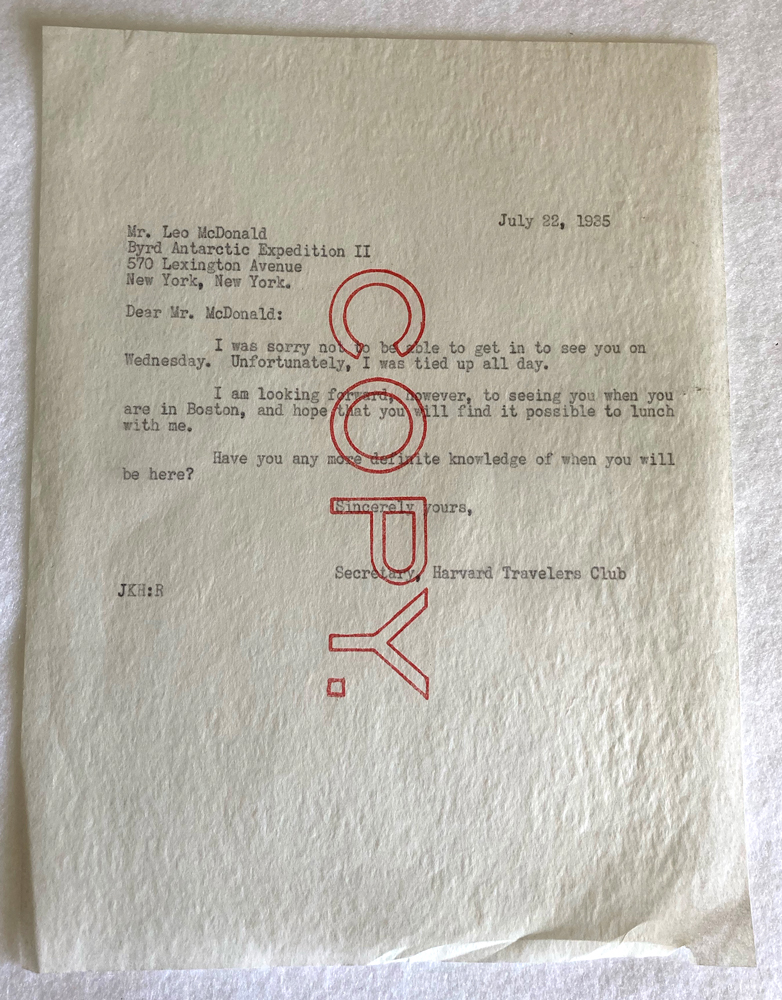 July 22, 1935
Mr. Leo McDonald
Byrd Antarctic Expedition II
570 Lexington Avenue
New York, New York.
Dear Mr. McDonald:
I was sorry not to be able to get in to see you on
Wednesday. Unfortunately, I was tied up all day.
I am looking forward, however, to seeing you when you
are in Boston, and hope that you will find it possible to lunch
with me.
Have you any more definite knowledge of when you will
be here?
Sincerely yours,
Secretary, Harvard Travelers Club
JKH:R
COPY.